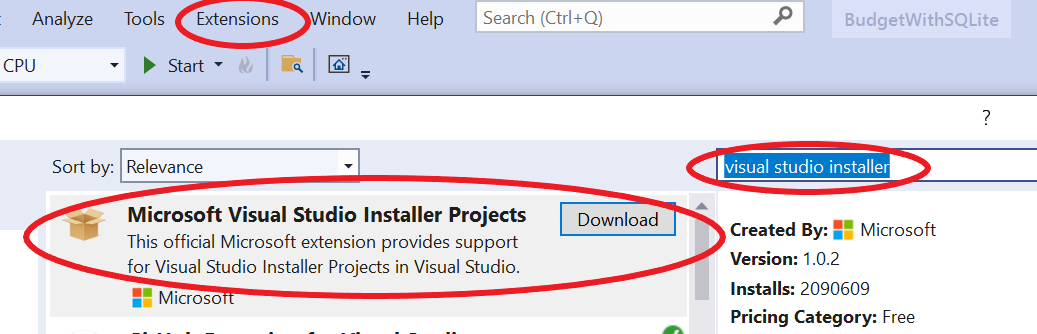 Analyze Tools Extensions Window Help Search (Ctrl+Q) BudgetWithSQLite
CPU Start
?
Sort by: Relevance visual studio installer
Microsoft Visual Studio Installer Projects Download
This official Microsoft extension provides support
for Visual Studio Installer Projects in Visual Studio.
Microsoft
Created By: Microsoft
Version: 1.0.2
Installs: 2090609
Pricing Category: Free